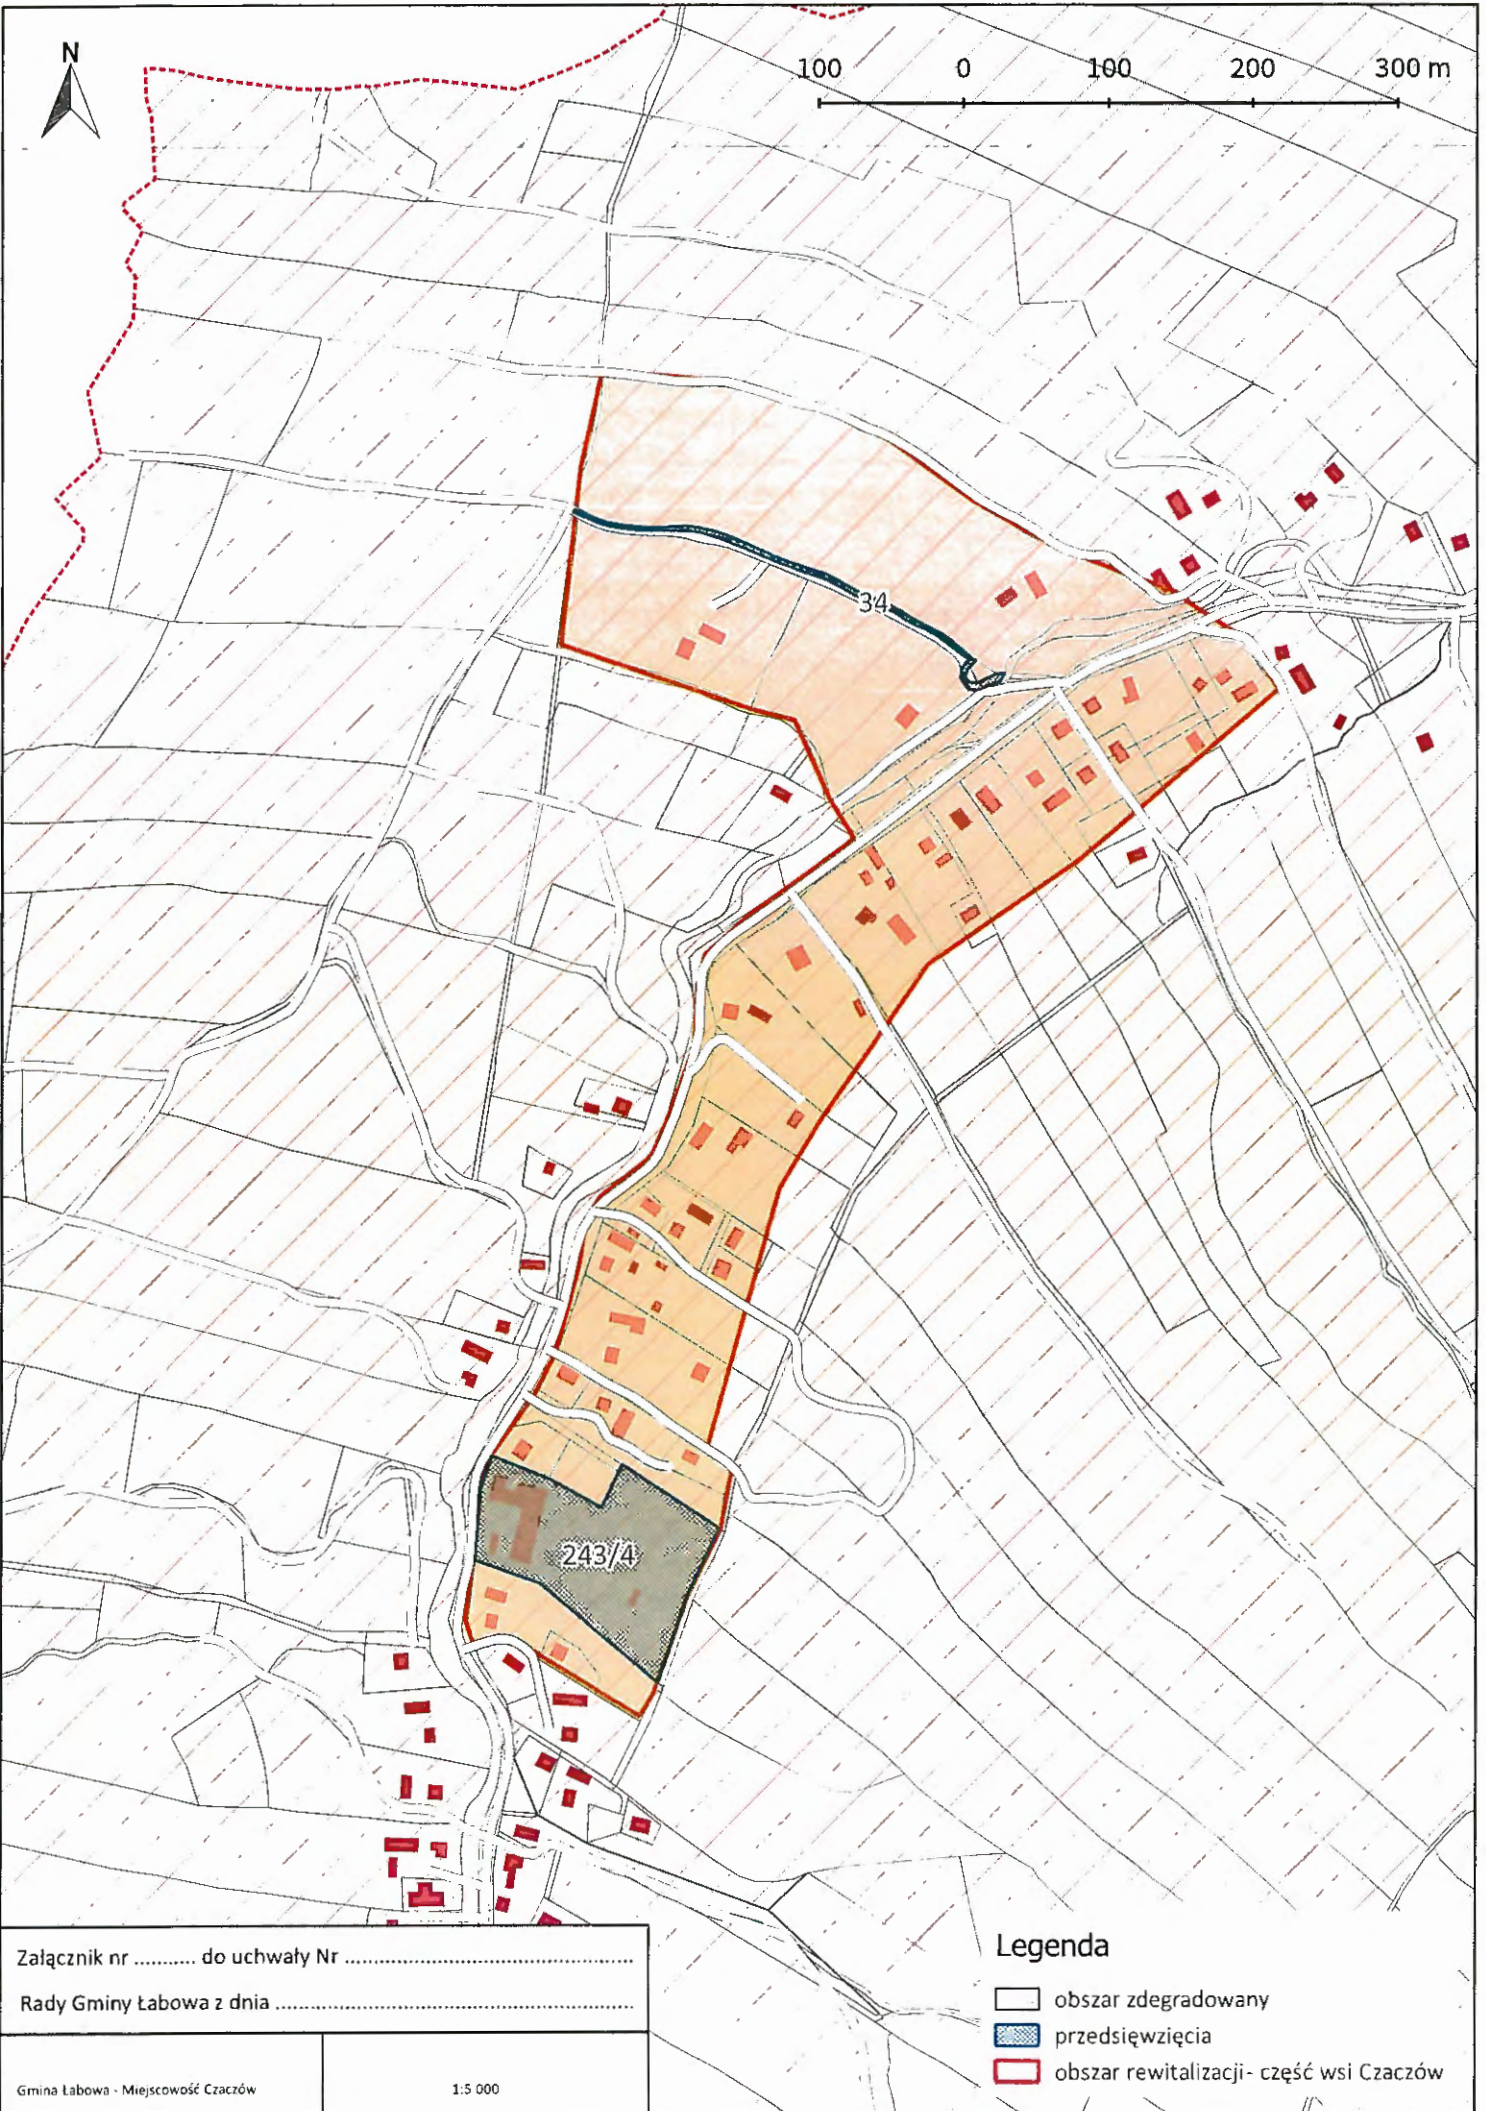 N
100 0 100 200 300 m
34
243/4
Załącznik nr ........... do uchwały Nr ....................................................
Rady Gminy Łabowa z dnia ................................................................
Gmina Łabowa - Miejscowość Czaczów
1:5 000
Legenda
obszar zdegradowany
przedsięwzięcia
obszar rewitalizacji- część wsi Czaczów